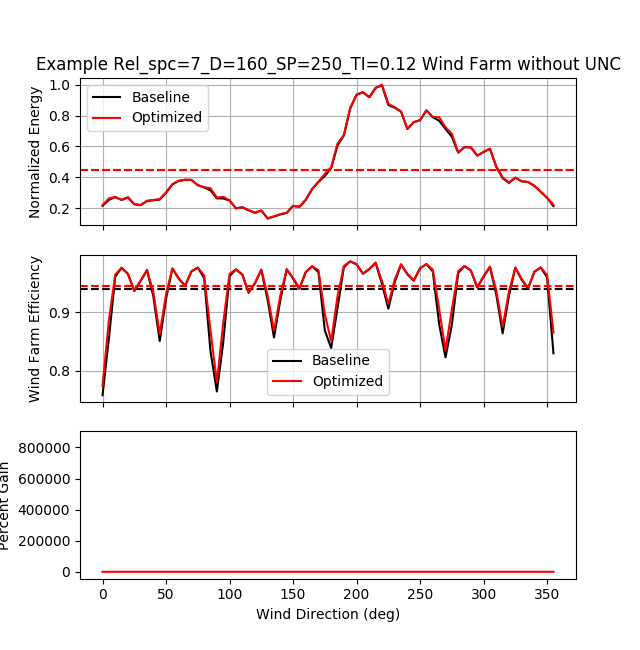 Example Rel_spc=7_D=160_SP=250_TI=0.12 Wind Farm without UNC
Normalized Energy
1.0
0.8
0.6
0.4
0.2
Baseline
Optimized
Wind Farm Efficiency
0.9
0.8
Baseline
Optimized
Percent Gain
800000
600000
400000
200000
0
0 50 100 150 200 250 300 350
Wind Direction (deg)